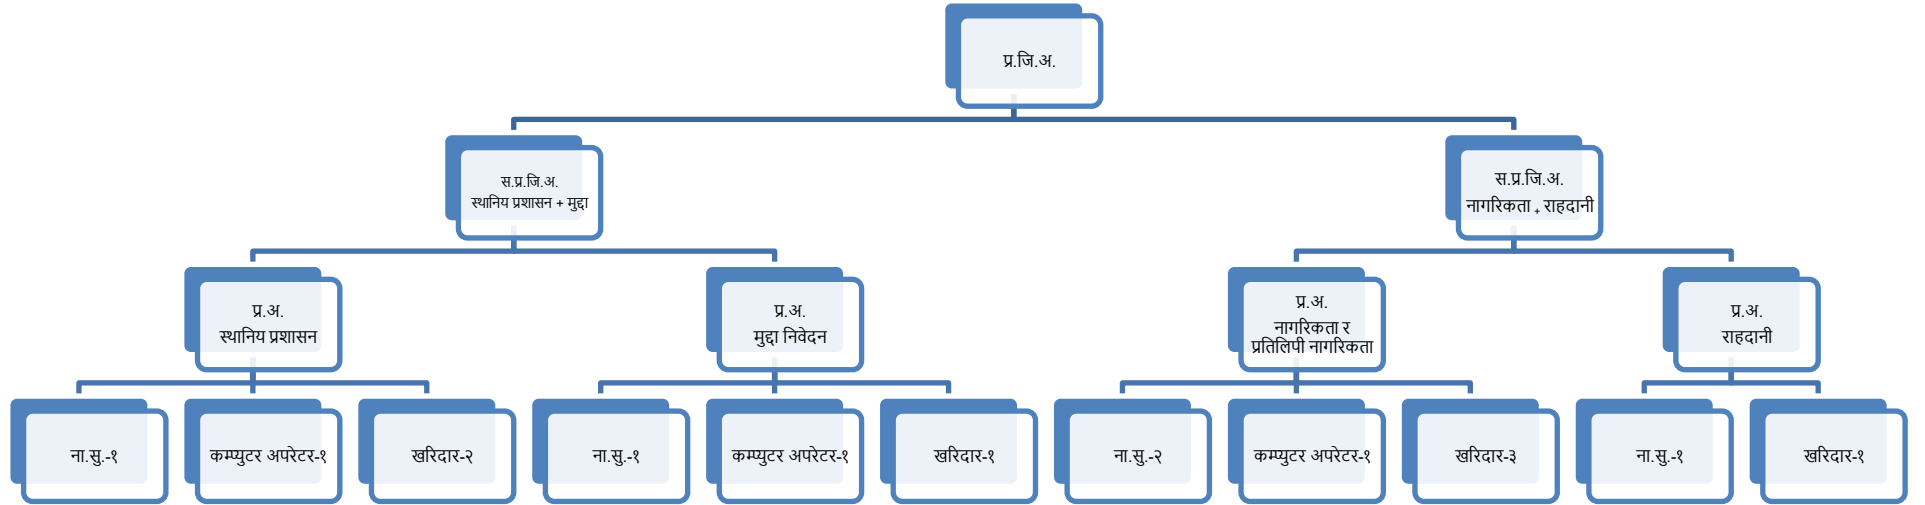 प्र.जि.अ.
स.प्र.जि.अ.
स्थानिय प्रशासन + मुद्दा
स.प्र.जि.अ.
नागरिकता + राहदानी
प्र.अ.
स्थानिय प्रशासन
प्र.अ.
मुद्दा निवेदन
प्र.अ.
नागरिकता र
प्रतिलिपी नागरिकता
प्र.अ.
राहदानी
ना.सु.-१
कम्प्युटर अपरेटर-१
खरिदार-२
ना.सु.-१
कम्प्युटर अपरेटर-१
खरिदार-१
ना.सु.-२
कम्प्युटर अपरेटर-१
खरिदार-३
ना.सु.-१
खरिदार-१